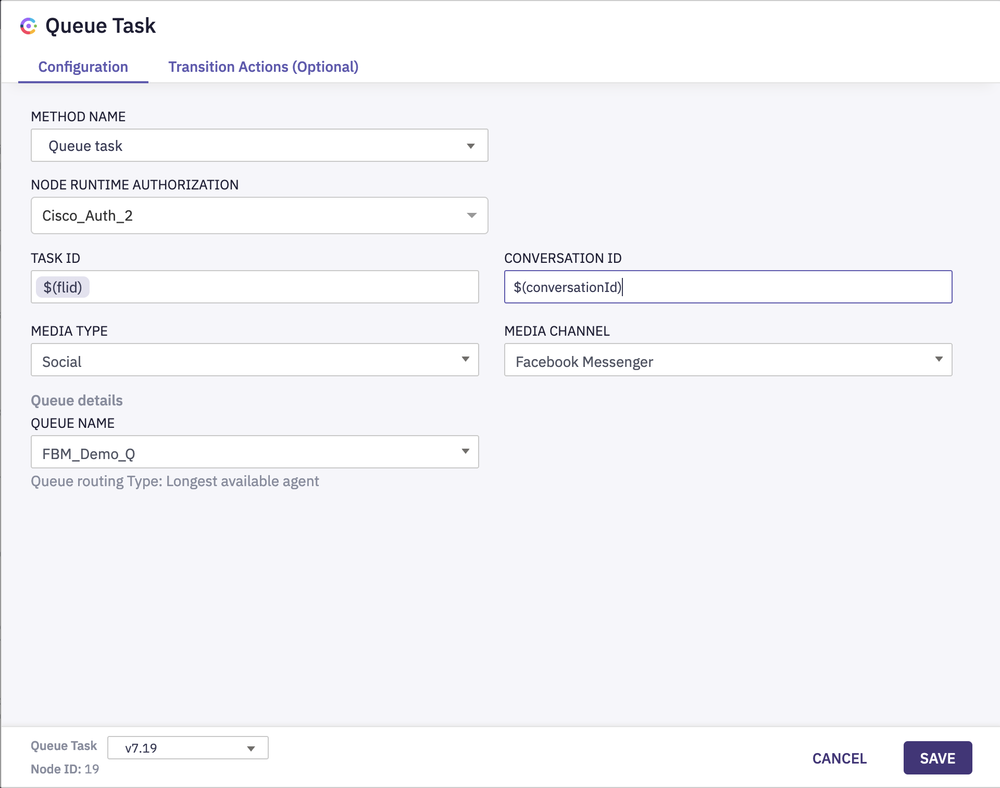 Queue Task
Configuration
Transition Actions (Optional)
METHOD NAME
Queue task
NODE RUNTIME AUTHORIZATION
Cisco_Auth_2
TASK ID
$(flid)
CONVERSATION ID
$(conversationId)
MEDIA TYPE
Social
MEDIA CHANNEL
Facebook Messenger
Queue details
QUEUE NAME
FBM_Demo_Q
Queue routing Type: Longest available agent
Queue Task
v7.19
Node ID: 19
CANCEL
SAVE